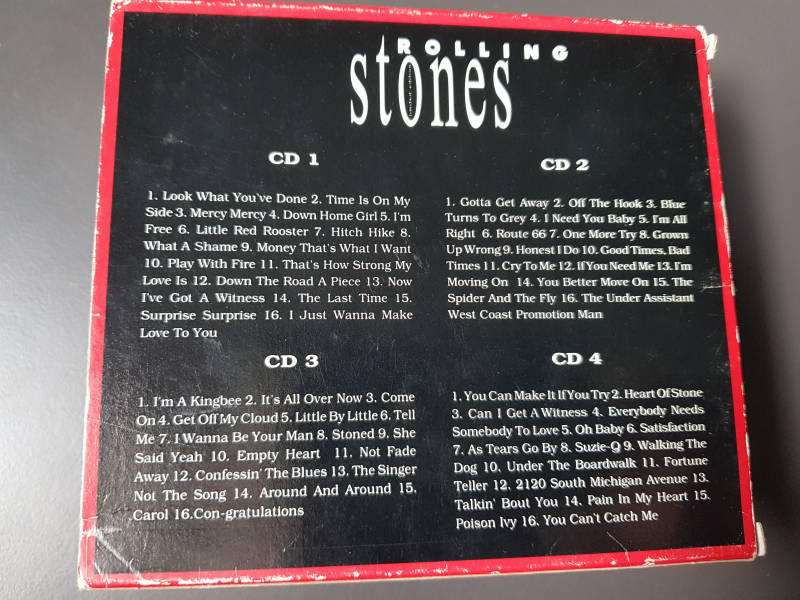 ROLLING
stones
CD 1
1. Look What You've Done 2. Time Is On My
Side 3. Mercy Mercy 4. Down Home Girl 5. I'm
Free 6. Little Red Rooster 7. Hitch Hike 8.
What A Shame 9. Money That's What I Want
10. Play With Fire 11. That's How Strong My
Love Is 12. Down The Road A Piece 13. Now
I've Got A Witness 14. The Last Time 15.
Surprise Surprise 16. I Just Wanna Make
Love To You
CD 2
1. Gotta Get Away 2. Off The Hook 3. Blue
Turns To Grey 4. I Need You Baby 5. I'm All
Right 6. Route 66 7. One More Try 8. Grown
Up Wrong 9. Honest I Do 10. Good Times, Bad
Times 11. Cry To Me 12. If You Need Me 13. I'm
Moving On 14. You Better Move On 15. The
Spider And The Fly 16. The Under Assistant
West Coast Promotion Man
CD 3
1. I'm A Kingbee 2. It's All Over Now 3. Come
On 4. Get Off My Cloud 5. Little By Little 6. Tell
Me 7. I Wanna Be Your Man 8. Stoned 9. She
Said Yeah 10. Empty Heart 11. Not Fade
Away 12. Confessin' The Blues 13. The Singer
Not The Song 14. Around And Around 15.
Carol 16.Con-gratulations
CD 4
1. You Can Make It If You Try 2. Heart Of Stone
3. Can I Get A Witness 4. Everybody Needs
Somebody To Love 5. Oh Baby 6. Satisfaction
7. As Tears Go By 8. Suzie-Q 9. Walking The
Dog 10. Under The Boardwalk 11. Fortune
Teller 12. 2120 South Michigan Avenue 13.
Talkin' Bout You 14. Pain In My Heart 15.
Poison Ivy 16. You Can't Catch Me